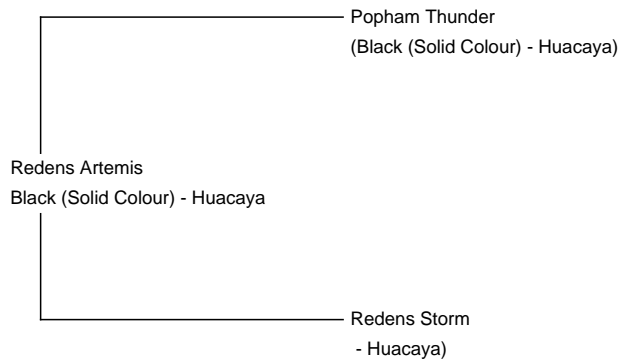 Popham Thunder
(Black (Solid Colour) - Huacaya)
Redens Artemis
Black (Solid Colour) - Huacaya
Redens Storm
- Huacaya)